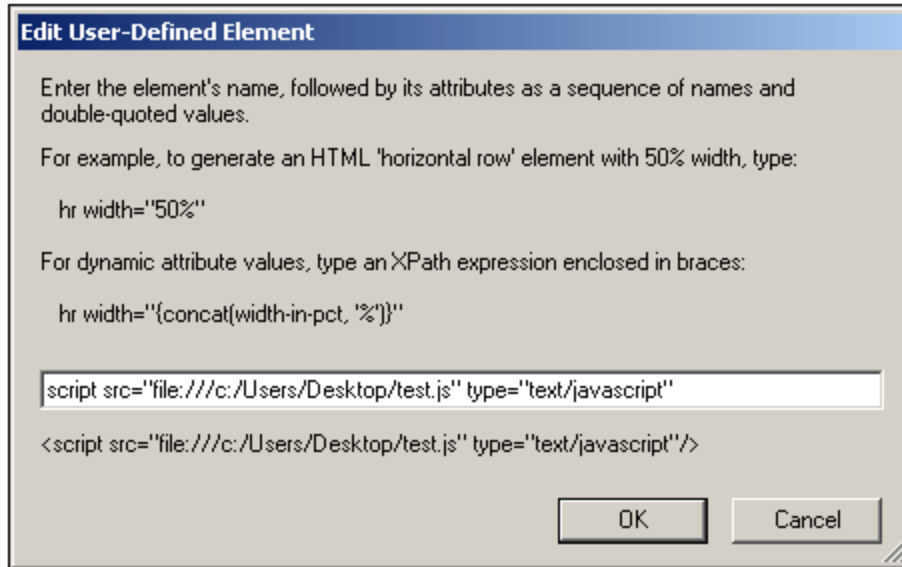 Edit User-Defined Element
Enter the element's name, followed by its attributes as a sequence of names and
double-quoted values.
For example, to generate an HTML 'horizontal row' element with 50% width, type:
hr width="50%"
For dynamic attribute values, type an XPath expression enclosed in braces:
hr width="{concat(width-in-pct, '%')}"
script src="file:///c:/Users/Desktop/test.js" type="text/javascript"
<script src="file:///c:/Users/Desktop/test.js" type="text/javascript"/>
OK Cancel